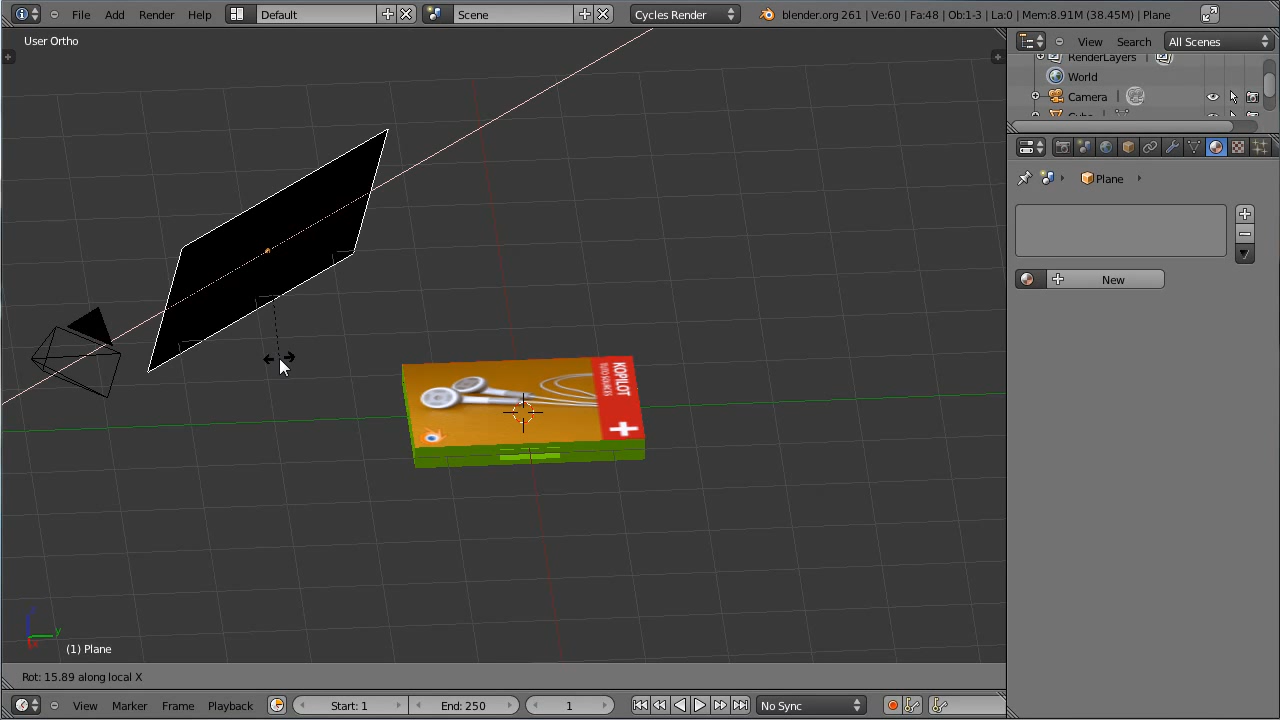 File Add Render Help Default Scene Cycles Render blender.org 261 | Ve:60 | Fa:48 | Ob:1-3 | La:0 | Mem:8.91M (38.45M) | Plane
User Ortho
View Search All Scenes
RenderLayers
World
Camera
Cube
Plane
New
KOPILOT
(1) Plane
Rot: 15.89 along local X
View Marker Frame Playback Start: 1 End: 250 1 No Sync